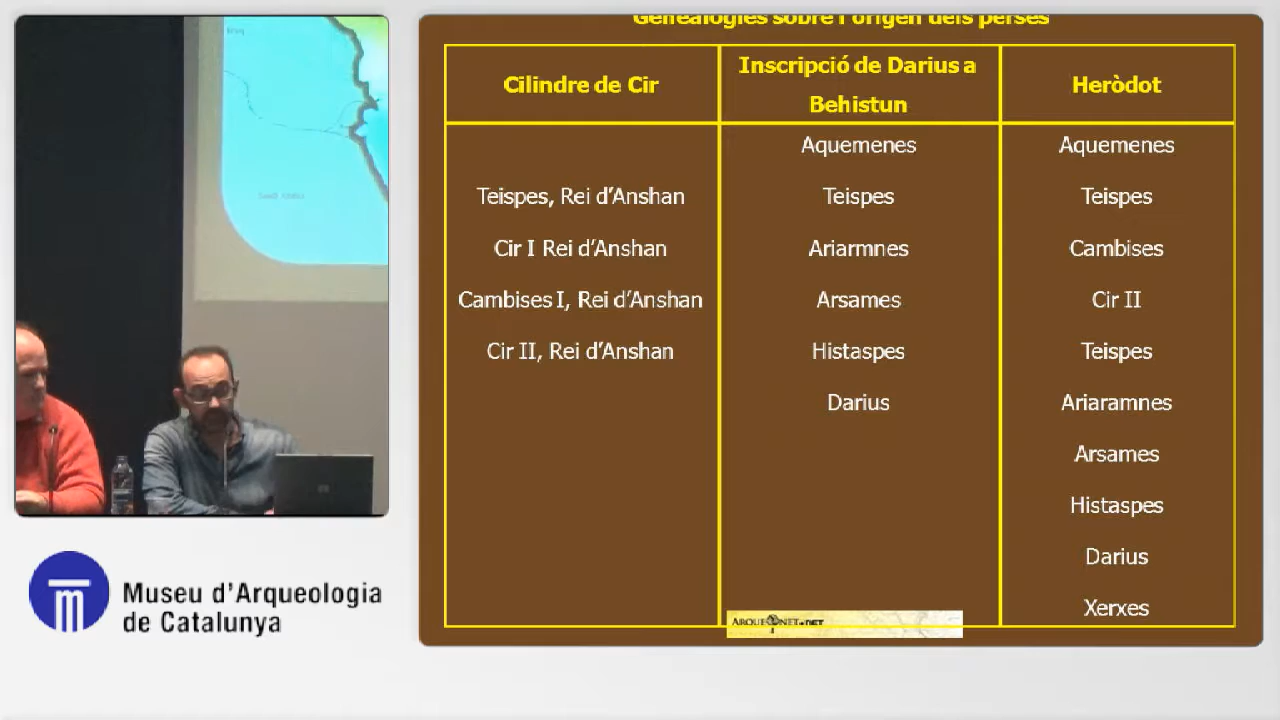 Genealogies sobre l'origen dels perses
Cilindre de Cir
Inscripció de Darius a
Behistun
Heròdot
Aquemenes
Aquemenes
Teispes, Rei d'Anshan
Teispes
Teispes
Cir I Rei d'Anshan
Ariarmnes
Cambises
Cambises I, Rei d'Anshan
Arsames
Cir II
Cir II, Rei d'Anshan
Histaspes
Teispes
Darius
Ariaramnes
Arsames
Histaspes
Darius
Xerxes
ARQUEONET.NET
Museu d'Arqueologia
de Catalunya